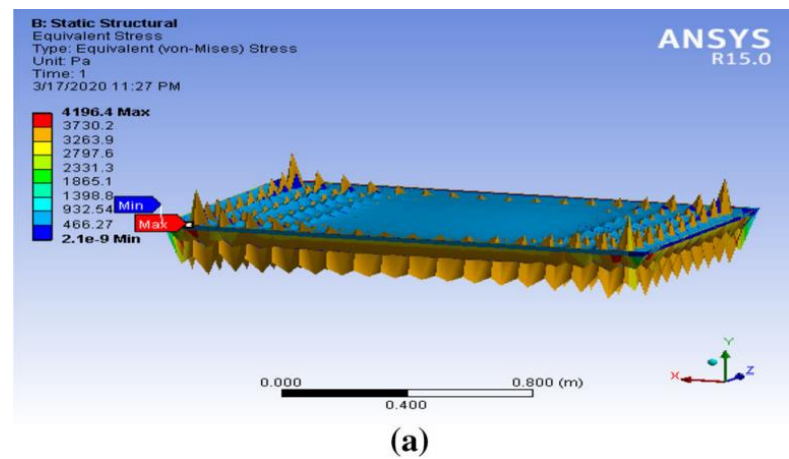 B: Static Structural
Equivalent Stress
Type: Equivalent (von-Mises) Stress
Unit: Pa
Time: 1
3/17/2020 11:27 PM
ANSYS
R15.0
4196.4 Max
3730.2
3263.9
2797.6
2331.3
1865.1
1398.8
932.54
466.27
2.1e-9 Min
Min
Max
Y
X
Z
0.000
0.800 (m)
0.400
(a)